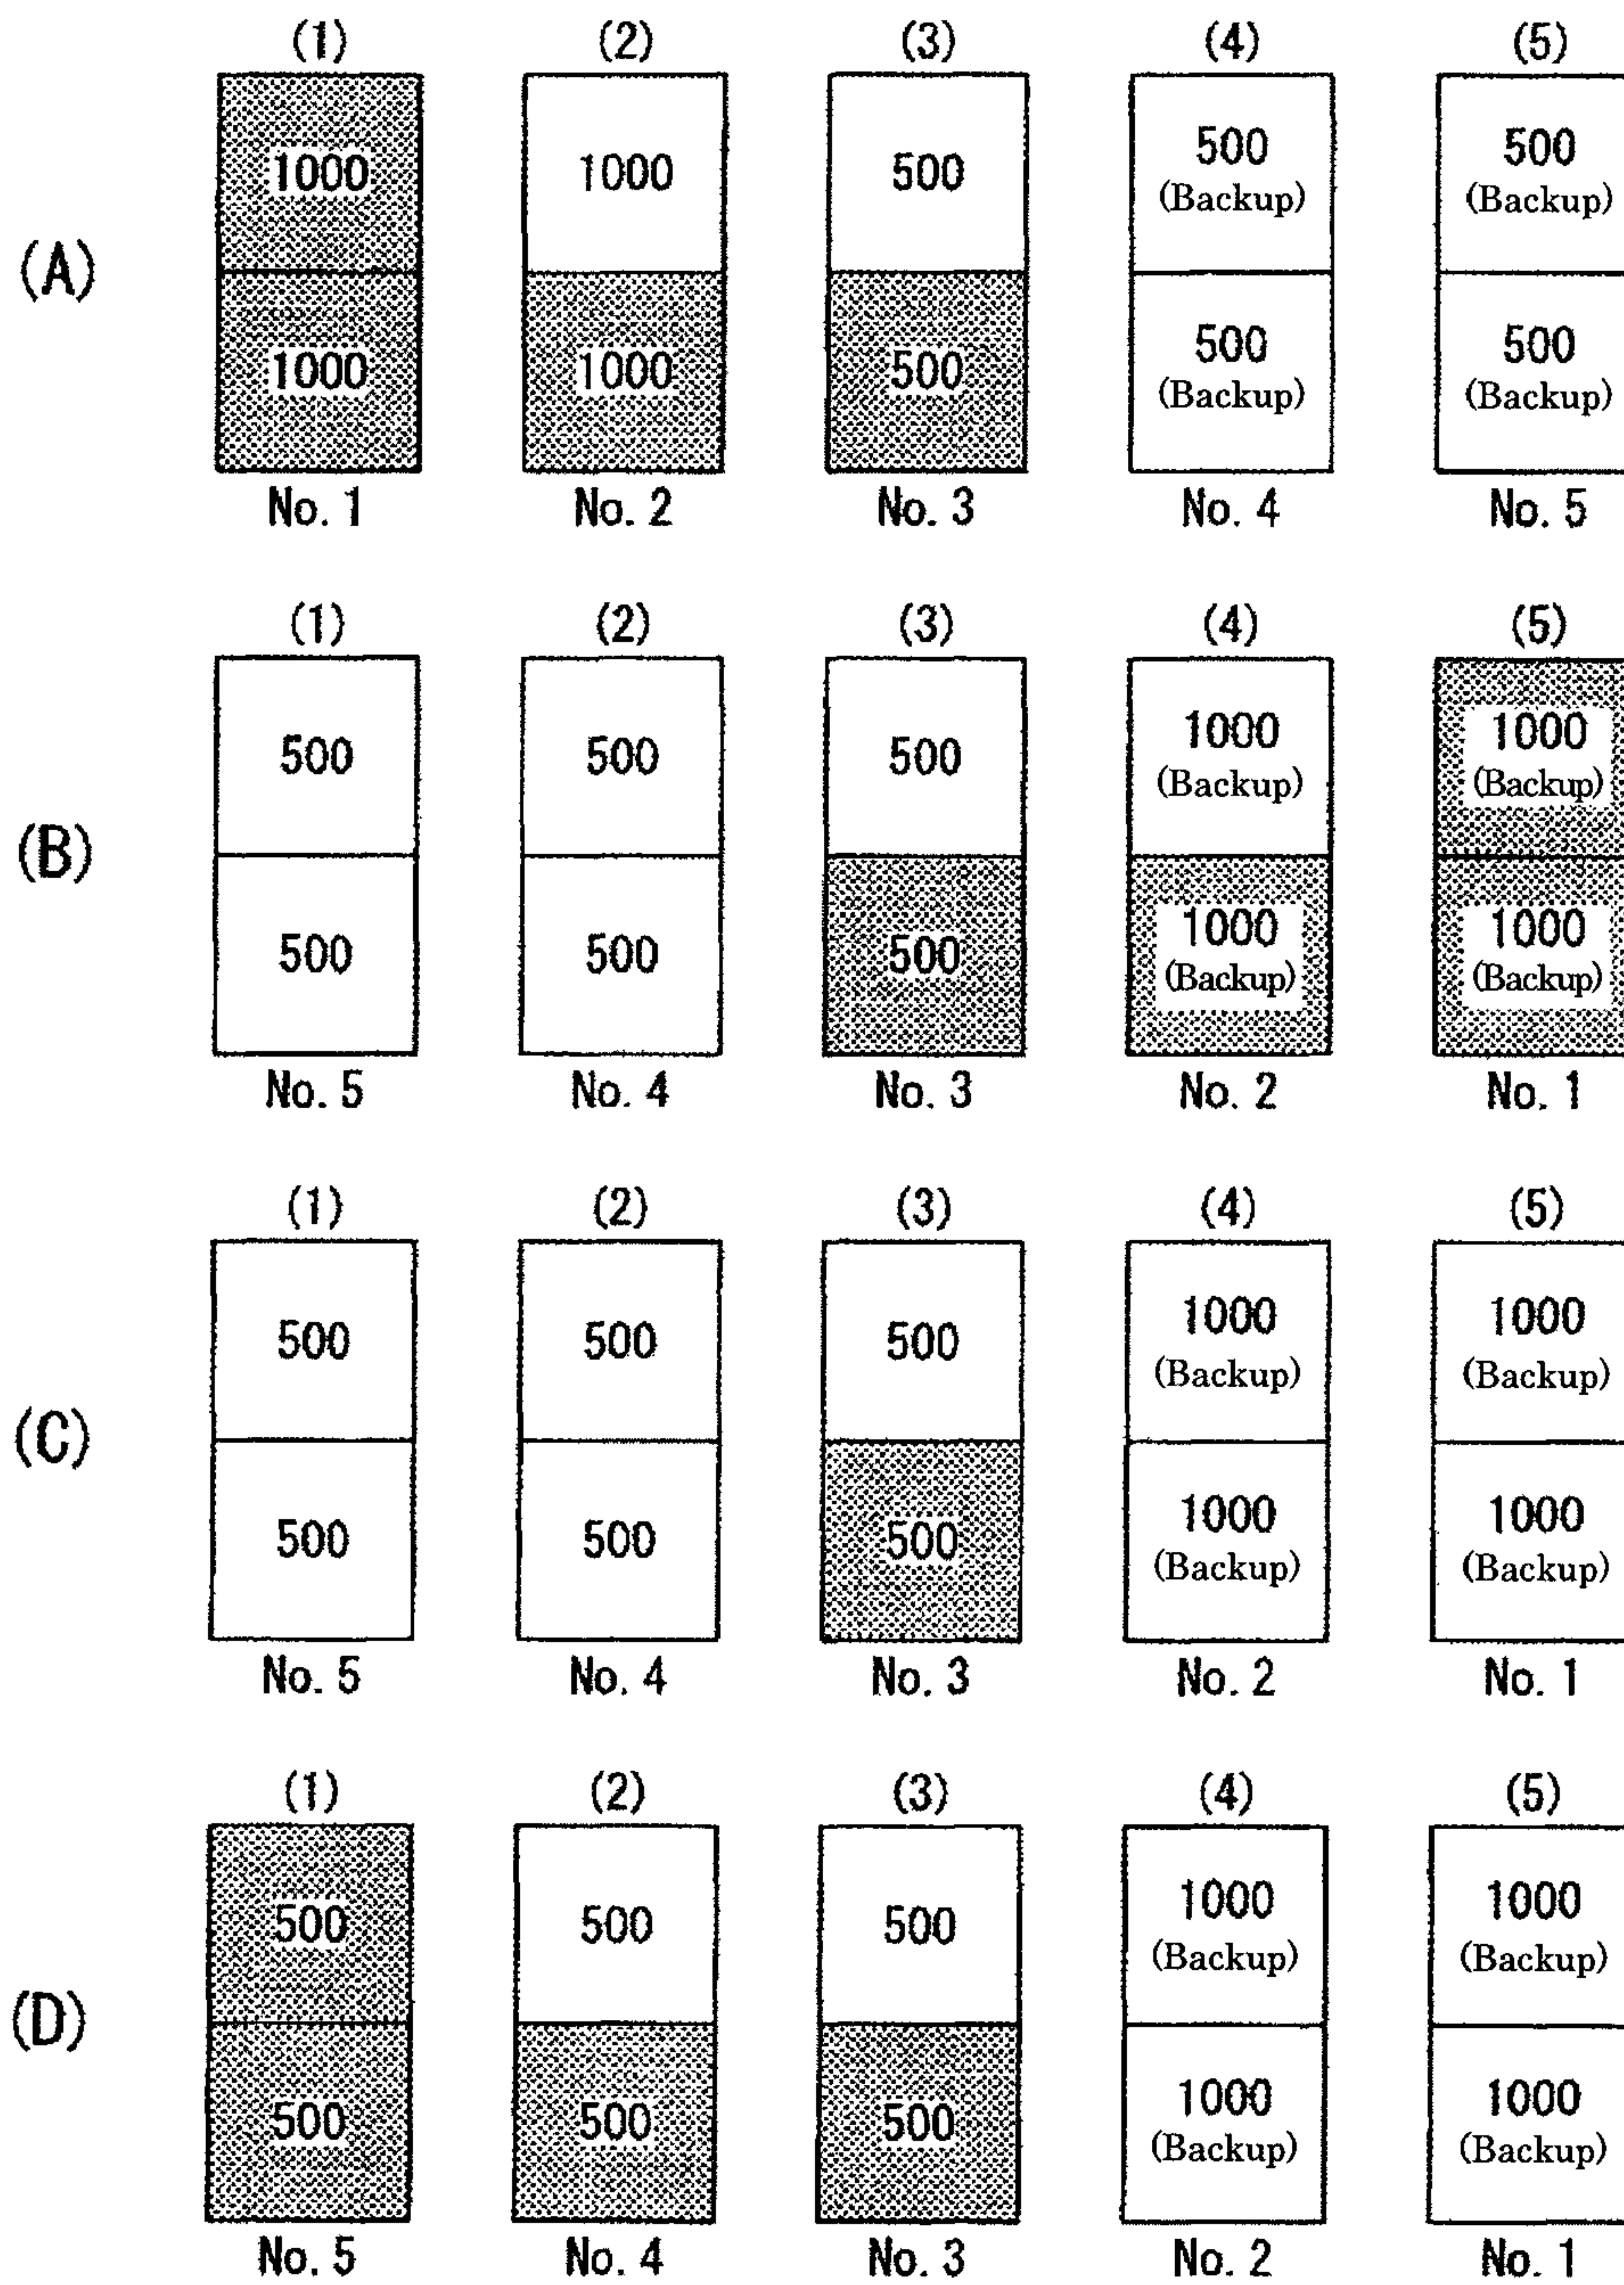 (1) (2) (3) (4) (5)
1000 1000 500 500 500
(Backup) (Backup)
(A)
1000 1000 500 500 500
(Backup) (Backup)
No. 1 No. 2 No. 3 No. 4 No. 5
(1) (2) (3) (4) (5)
500 500 500 1000 1000
(Backup) (Backup)
(B)
500 500 500 1000 1000
(Backup) (Backup)
No. 5 No. 4 No. 3 No. 2 No. 1
(1) (2) (3) (4) (5)
500 500 500 1000 1000
(Backup) (Backup)
(C)
500 500 500 1000 1000
(Backup) (Backup)
No. 5 No. 4 No. 3 No. 2 No. 1
(1) (2) (3) (4) (5)
500 500 500 1000 1000
(Backup) (Backup)
(D)
500 500 500 1000 1000
(Backup) (Backup)
No. 5 No. 4 No. 3 No. 2 No. 1